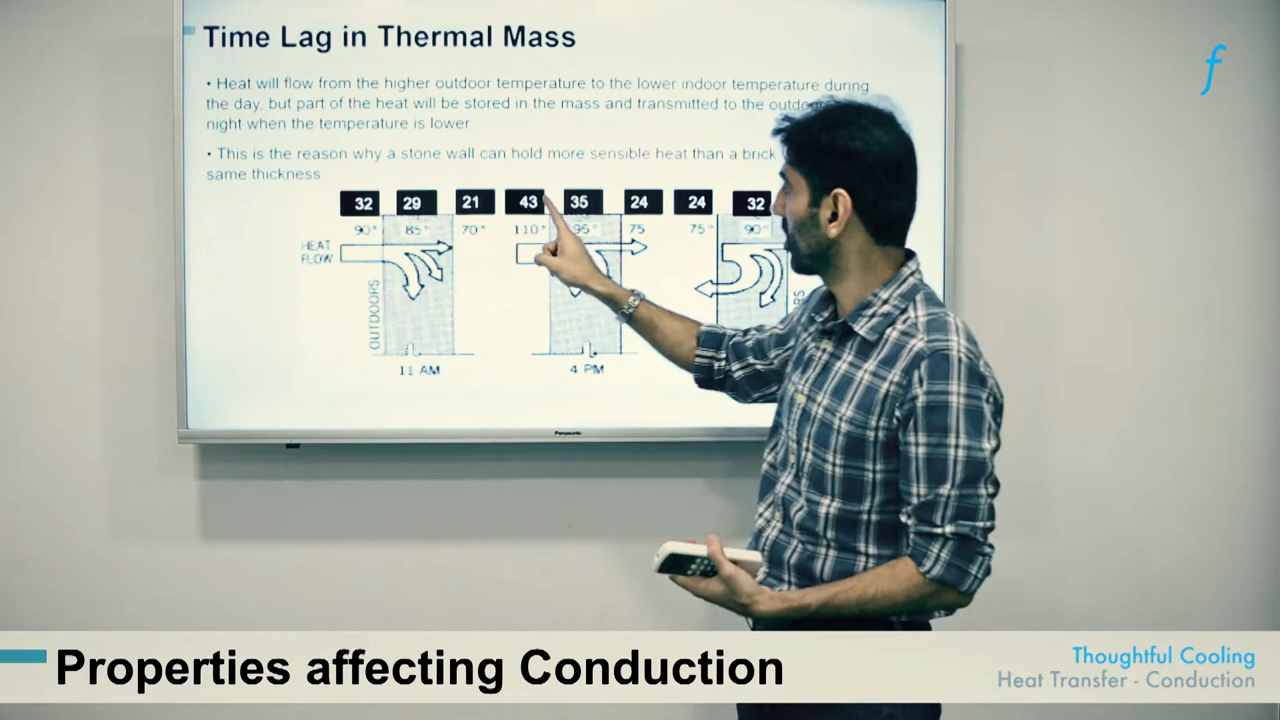 Time Lag in Thermal Mass
• Heat will flow from the higher outdoor temperature to the lower indoor temperature during
the day, but part of the heat will be stored in the mass and transmitted to the
night when the temperature is lower
• This is the reason why a stone wall can hold more sensible heat than a brick
same thickness
32 29 21 43 35 24 24 32
90° 85° 70° 110° 95° 75 75° 90°
HEAT
FLOW
OUTDOORS
11 AM 4 PM
Panasonic
f
Properties affecting Conduction
Thoughtful Cooling
Heat Transfer - Conduction